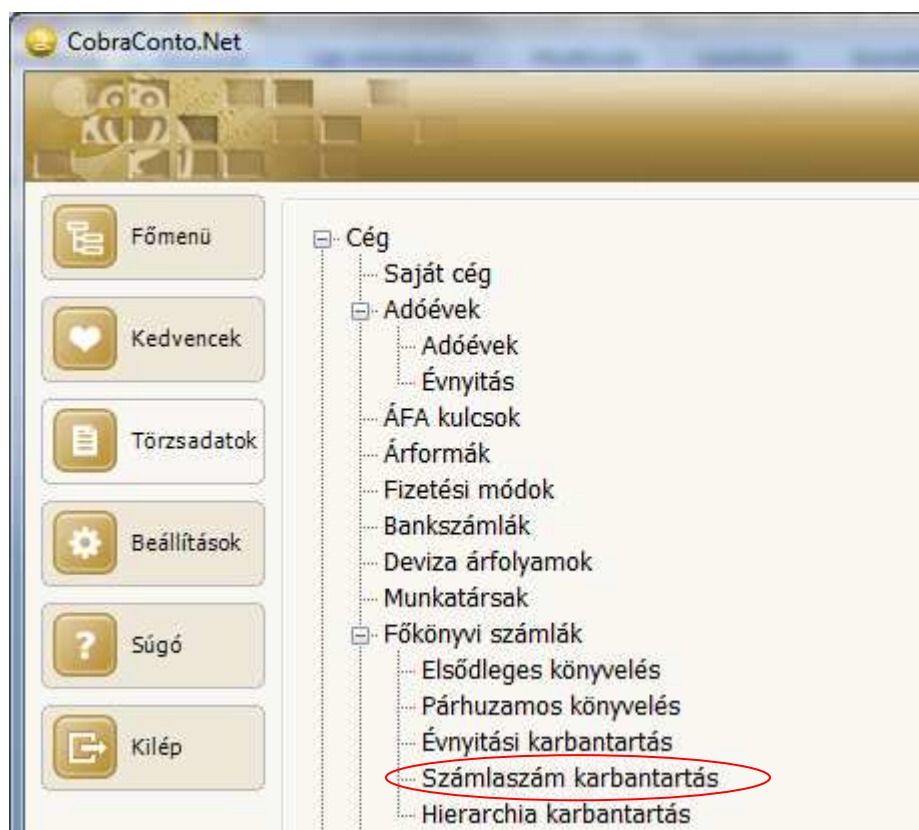 CobraConto.Net
Főmenü
Kedvencek
Törzsadatok
Beállítások
Súgó
Kilép
Cég
Saját cég
Adóévek
Adóévek
Évnyitás
ÁFA kulcsok
Árformák
Fizetési módok
Bankszámlák
Deviza árfolyamok
Munkatársak
Főkönyvi számlák
Elsődleges könyvelés
Párhuzamos könyvelés
Évnyitási karbantartás
Számlaszám karbantartás
Hierarchia karbantartás